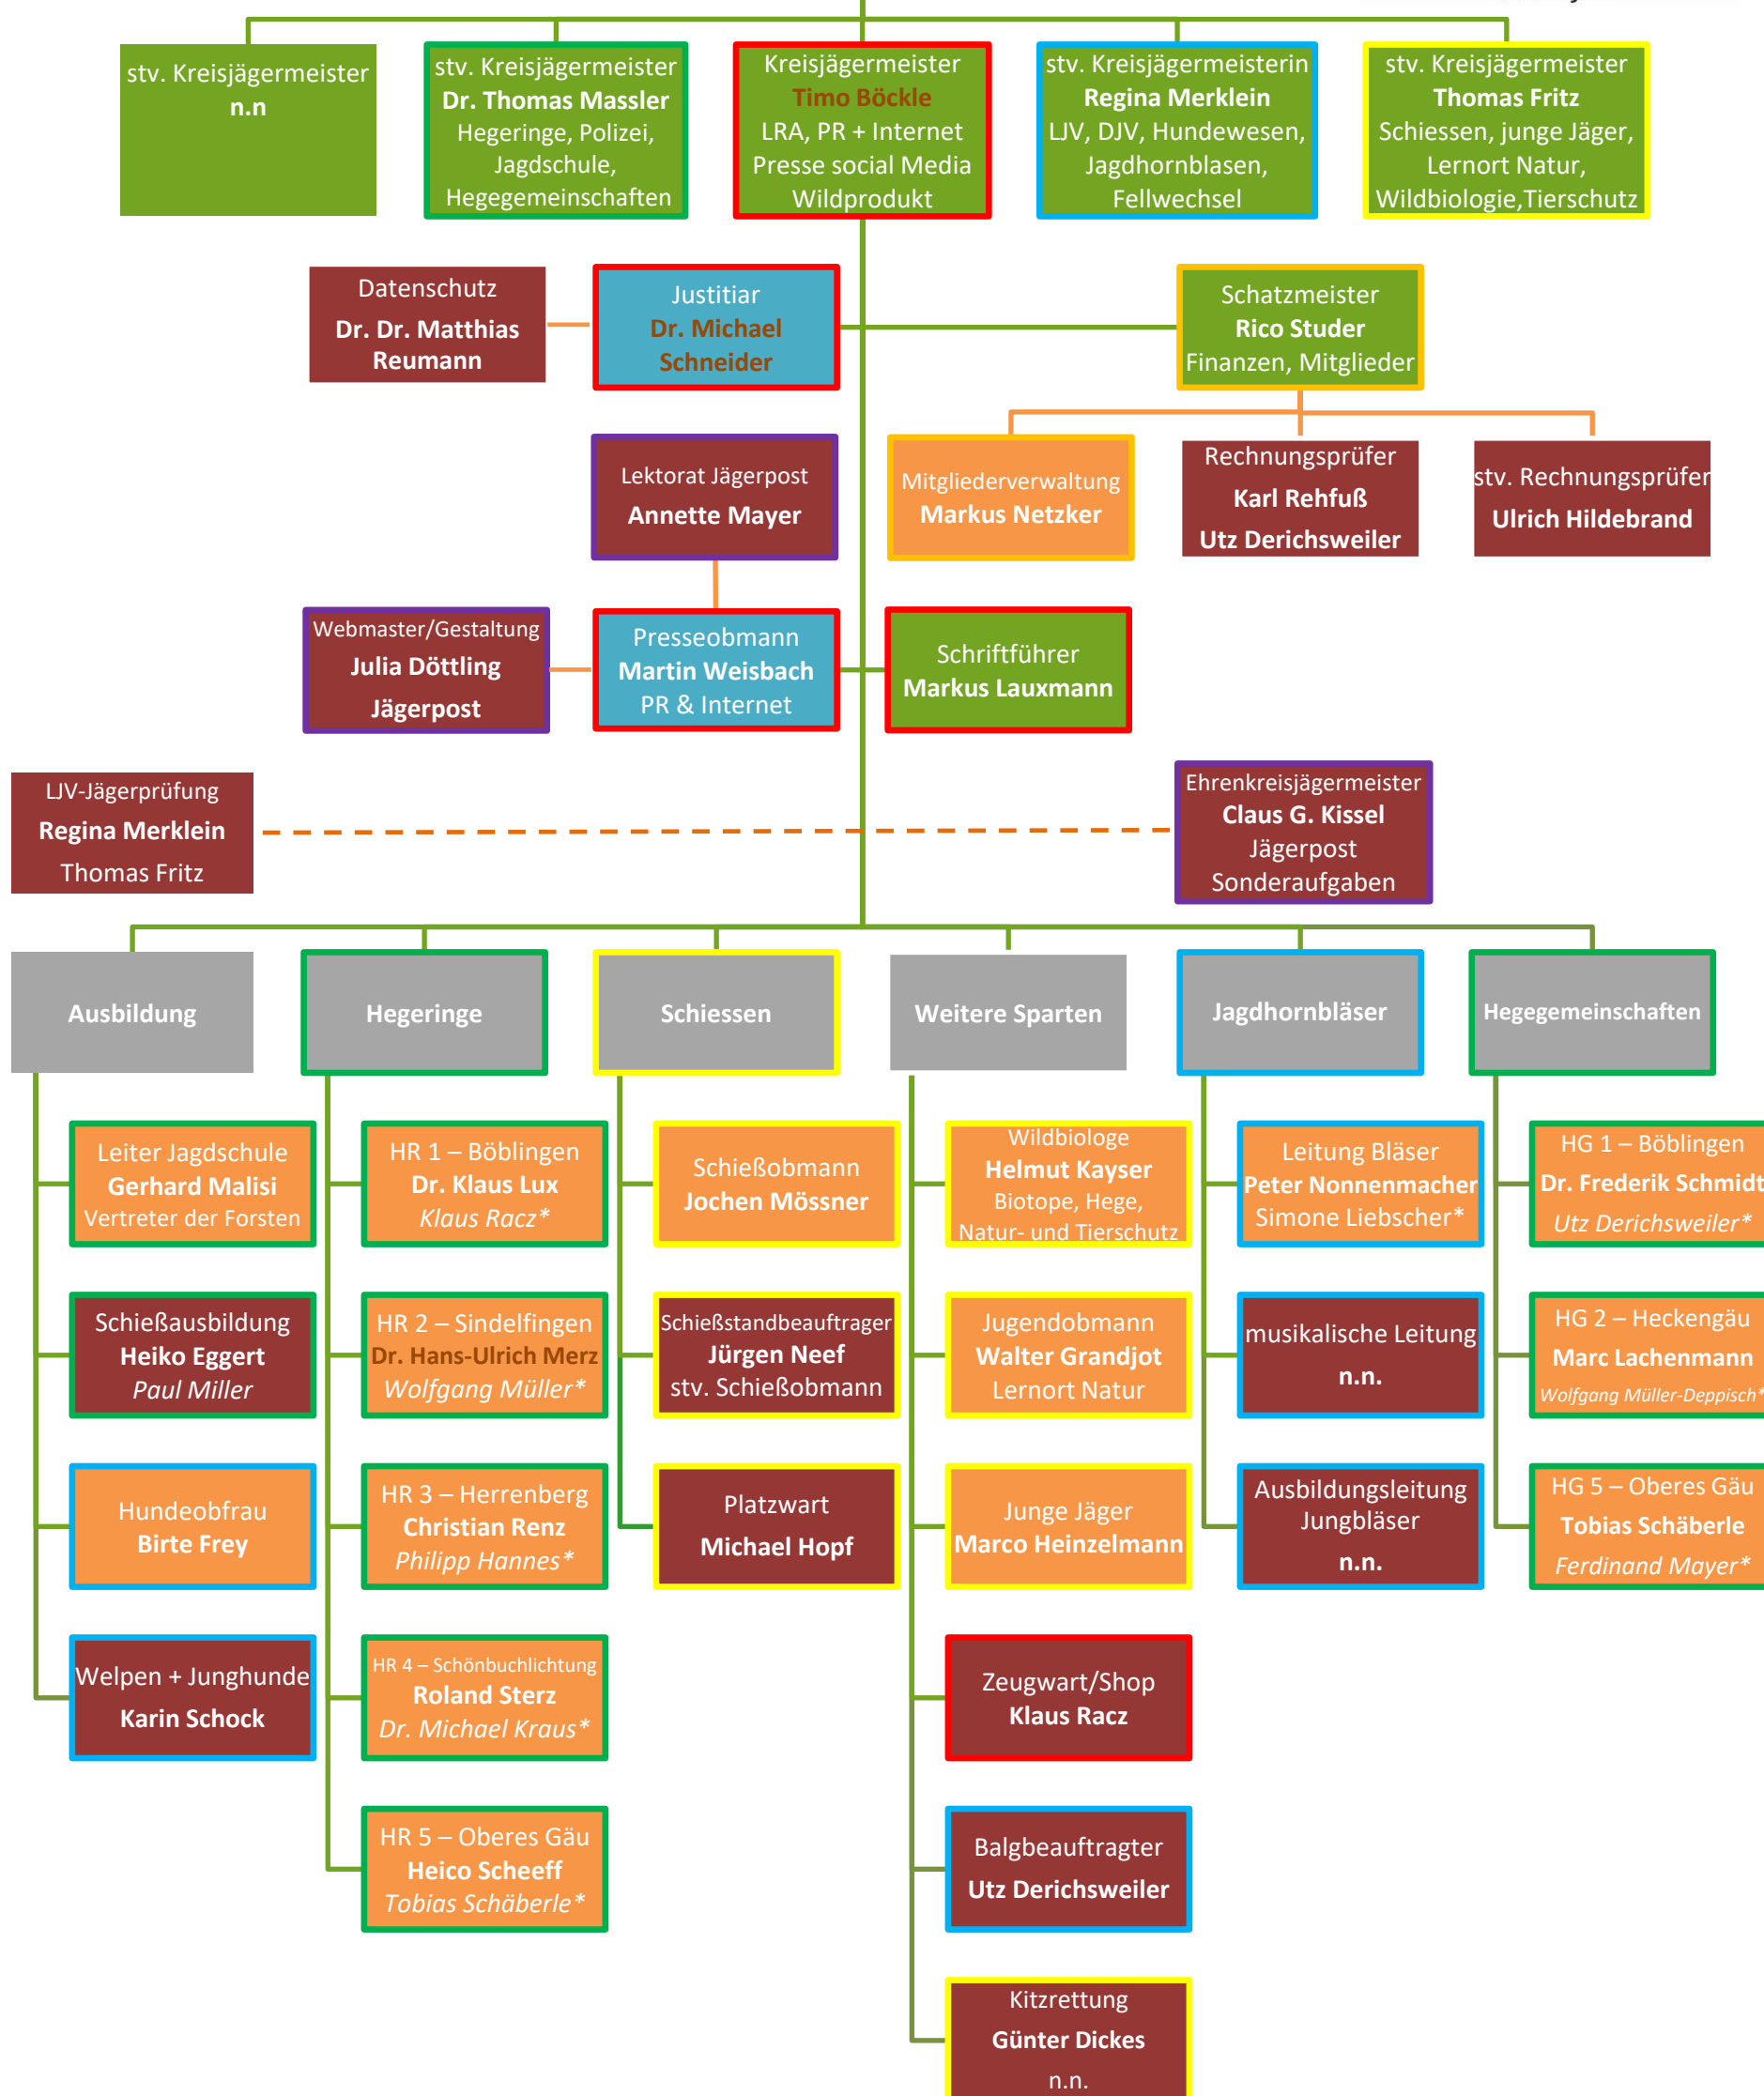 stv. Kreisjägermeister
n.n
stv. Kreisjägermeister
Dr. Thomas Massler
Hegeringe, Polizei,
Jagdschule,
Hegegemeinschaften
Kreisjägermeister
Timo Böckle
LRA, PR + Internet
Presse social Media
Wildprodukt
stv. Kreisjägermeisterin
Regina Merklein
LJV, DJV, Hundewesen,
Jagdhornblasen,
Fellwechsel
stv. Kreisjägermeister
Thomas Fritz
Schiessen, junge Jäger,
Lernort Natur,
Wildbiologie,Tierschutz
Datenschutz
Dr. Dr. Matthias
Reumann
Justitiar
Dr. Michael
Schneider
Schatzmeister
Rico Studer
Finanzen, Mitglieder
Lektorat Jägerpost
Annette Mayer
Mitgliederverwaltung
Markus Netzker
Rechnungsprüfer
Karl Rehfuß
Utz Derichsweiler
stv. Rechnungsprüfer
Ulrich Hildebrand
Webmaster/Gestaltung
Julia Döttling
Jägerpost
Presseobmann
Martin Weisbach
PR & Internet
Schriftführer
Markus Lauxmann
LJV-Jägerprüfung
Regina Merklein
Thomas Fritz
Ehrenkreisjägermeister
Claus G. Kissel
Jägerpost
Sonderaufgaben
Ausbildung
Hegeringe
Schiessen
Weitere Sparten
Jagdhornbläser
Hegegemeinschaften
Leiter Jagdschule
Gerhard Malisi
Vertreter der Forsten
HR 1 – Böblingen
Dr. Klaus Lux
Klaus Racz*
Schießobmann
Jochen Mössner
Wildbiologe
Helmut Kayser
Biotope, Hege,
Natur- und Tierschutz
Leitung Bläser
Peter Nonnenmacher
Simone Liebscher*
HG 1 – Böblingen
Dr. Frederik Schmidt
Utz Derichsweiler*
Schießausbildung
Heiko Eggert
Paul Miller
HR 2 – Sindelfingen
Dr. Hans-Ulrich Merz
Wolfgang Müller*
Schießstandbeauftrager
Jürgen Neef
stv. Schießobmann
Jugendobmann
Walter Grandjot
Lernort Natur
musikalische Leitung
n.n.
HG 2 – Heckengäu
Marc Lachenmann
Wolfgang Müller-Deppisch*
Hundeobfrau
Birte Frey
HR 3 – Herrenberg
Christian Renz
Philipp Hannes*
Platzwart
Michael Hopf
Junge Jäger
Marco Heinzelmann
Ausbildungsleitung
Jungbläser
n.n.
HG 5 – Oberes Gäu
Tobias Schäberle
Ferdinand Mayer*
Welpen + Junghunde
Karin Schock
HR 4 – Schönbuchlichtung
Roland Sterz
Dr. Michael Kraus*
Zeugwart/Shop
Klaus Racz
HR 5 – Oberes Gäu
Heico Scheeff
Tobias Schäberle*
Balgbeauftragter
Utz Derichsweiler
Kitzrettung
Günter Dickes
n.n.